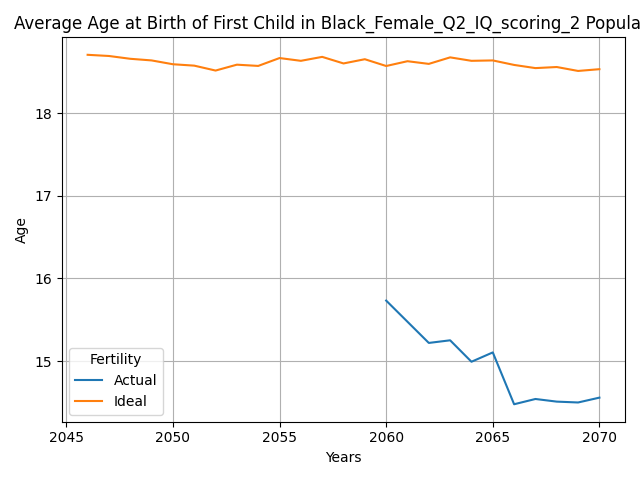 Average Age at Birth of First Child in Black_Female_Q2_IQ_scoring_2 Popula
18
17
16
15
Age
Fertility
Actual
Ideal
2045 2050 2055 2060 2065 2070
Years